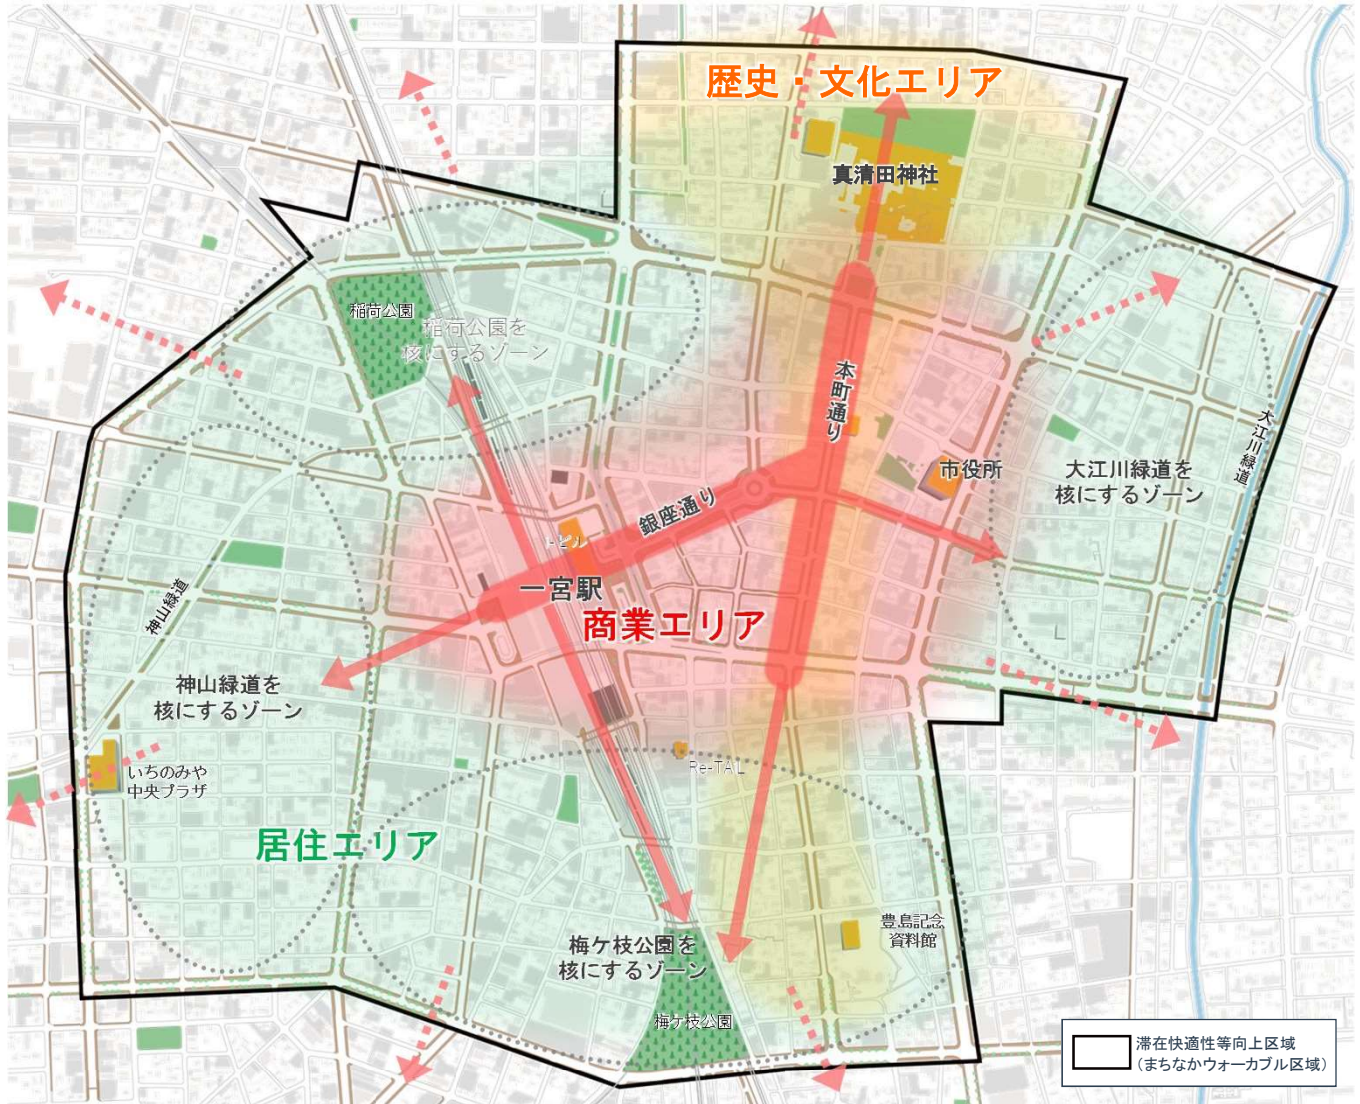 歴史・文化エリア
真清田神社
稲荷公園
稲荷公園を
核にするゾーン
本町通り
大江川緑道
市役所
大江川緑道を
核にするゾーン
銀座通り
ビル
一宮駅
商業エリア
神山緑道
神山緑道を
核にするゾーン
Re-TAiL
いちのみや
中央プラザ
居住エリア
豊島記念
資料館
梅ケ枝公園を
核にするゾーン
梅ケ枝公園
滞在快適性等向上区域
（まちなかウォーカブル区域）